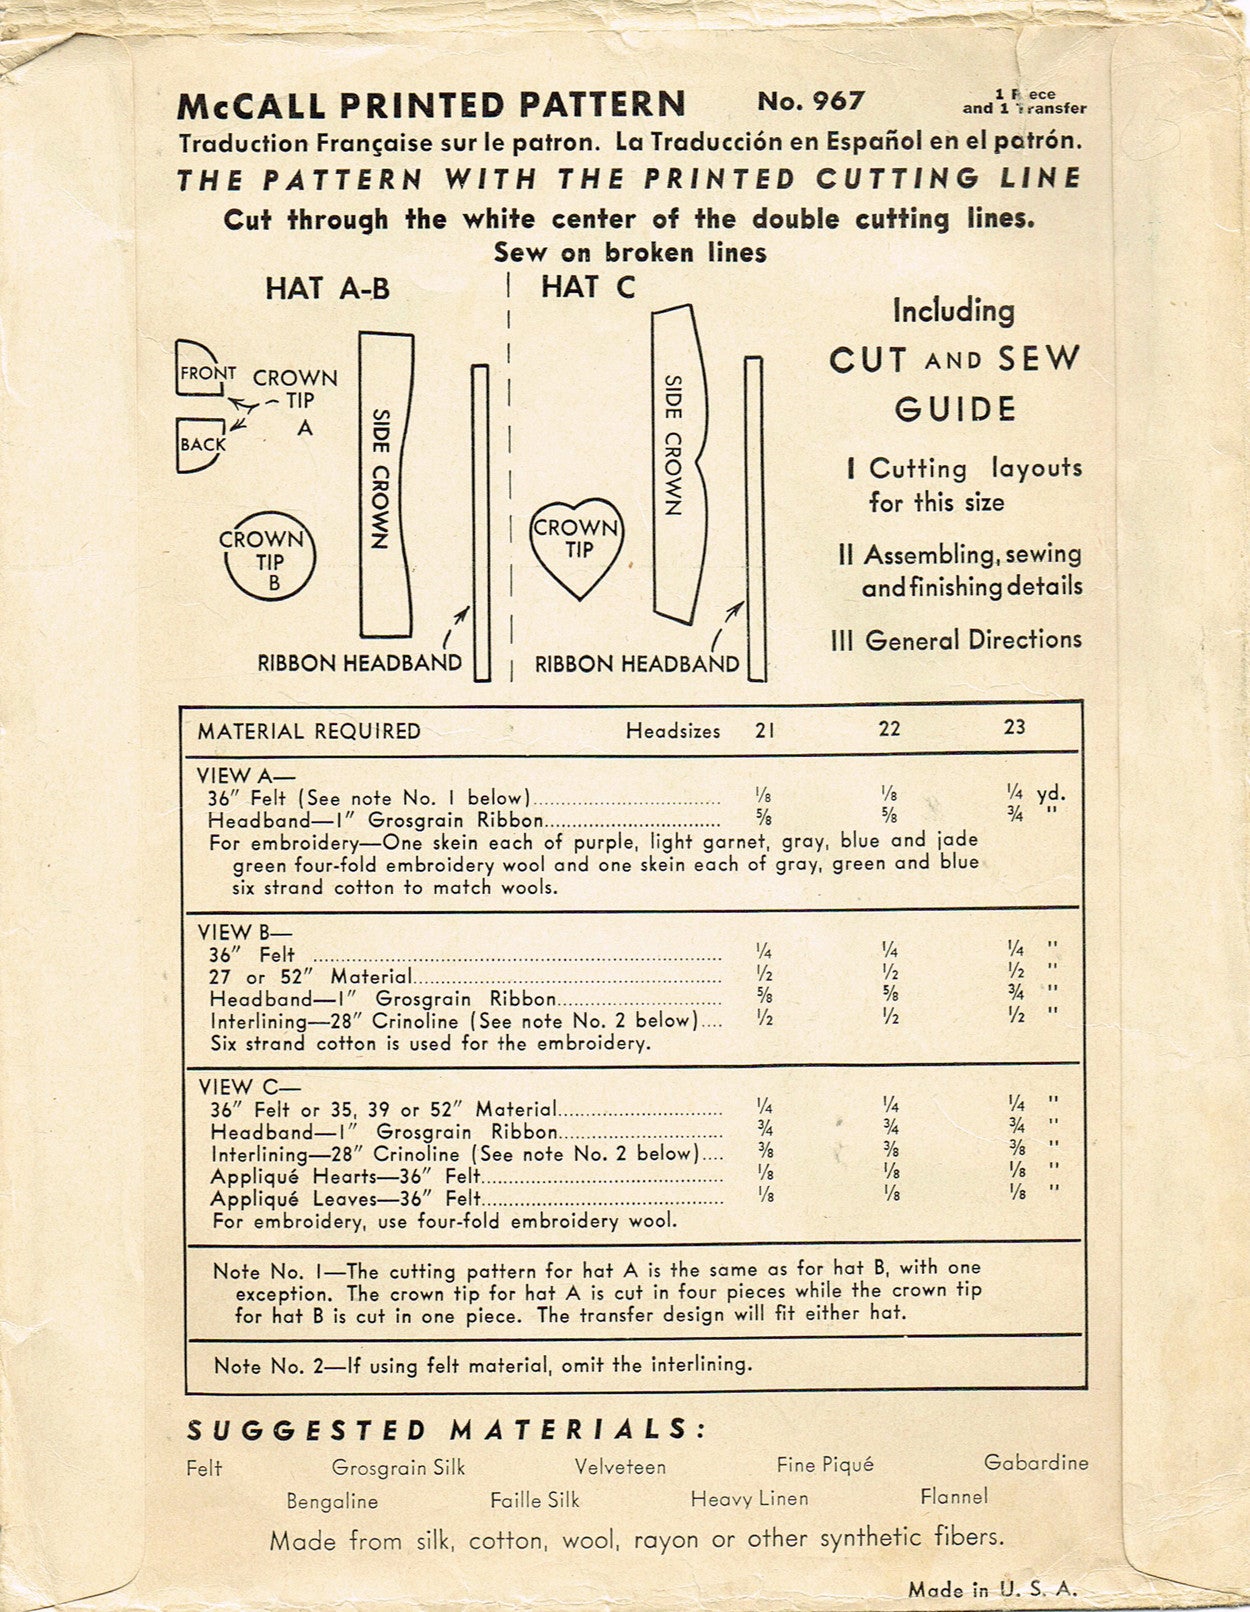 McCALL PRINTED PATTERN No. 967 1 P ece
and 1 Transfer
Traduction Française sur le patron. La Traducción en Español en el patrón.
THE PATTERN WITH THE PRINTED CUTTING LINE
Cut through the white center of the double cutting lines.
Sew on broken lines
HAT A-B
FRONT
CROWN
TIP
A
BACK
SIDE CROWN
CROWN
TIP
B
RIBBON HEADBAND
HAT C
SIDE CROWN
CROWN
TIP
RIBBON HEADBAND
Including
CUT AND SEW
GUIDE
I Cutting layouts
for this size
II Assembling, sewing
and finishing details
III General Directions
MATERIAL REQUIRED Headsizes 21 22 23
VIEW A—
36" Felt (See note No. 1 below)................................ 1/8 1/8 1/4 yd.
Headband—1" Grosgrain Ribbon.............................. 5/8 5/8 3/4 "
For embroidery—One skein each of purple, light garnet, gray, blue and jade
green four-fold embroidery wool and one skein each of gray, green and blue
six strand cotton to match wools.
VIEW B—
36" Felt ..................................................................... 1/4 1/4 1/4 "
27 or 52" Material.................................................... 1/2 1/2 1/2 "
Headband—1" Grosgrain Ribbon............................ 5/8 5/8 3/4 "
Interlining—28" Crinoline (See note No. 2 below).... 1/2 1/2 1/2 "
Six strand cotton is used for the embroidery.
VIEW C—
36" Felt or 35, 39 or 52" Material............................ 1/4 1/4 1/4 "
Headband—1" Grosgrain Ribbon............................ 3/4 3/4 3/4 "
Interlining—28" Crinoline (See note No. 2 below).... 3/8 3/8 3/8 "
Appliqué Hearts—36" Felt......................................... 1/8 1/8 1/8 "
Appliqué Leaves—36" Felt......................................... 1/8 1/8 1/8 "
For embroidery, use four-fold embroidery wool.
Note No. 1—The cutting pattern for hat A is the same as for hat B, with one
exception. The crown tip for hat A is cut in four pieces while the crown tip
for hat B is cut in one piece. The transfer design will fit either hat.
Note No. 2—If using felt material, omit the interlining.
SUGGESTED MATERIALS:
Felt Grosgrain Silk Velveteen Fine Piqué Gabardine
Bengaline Faille Silk Heavy Linen Flannel
Made from silk, cotton, wool, rayon or other synthetic fibers.
Made in U. S. A.